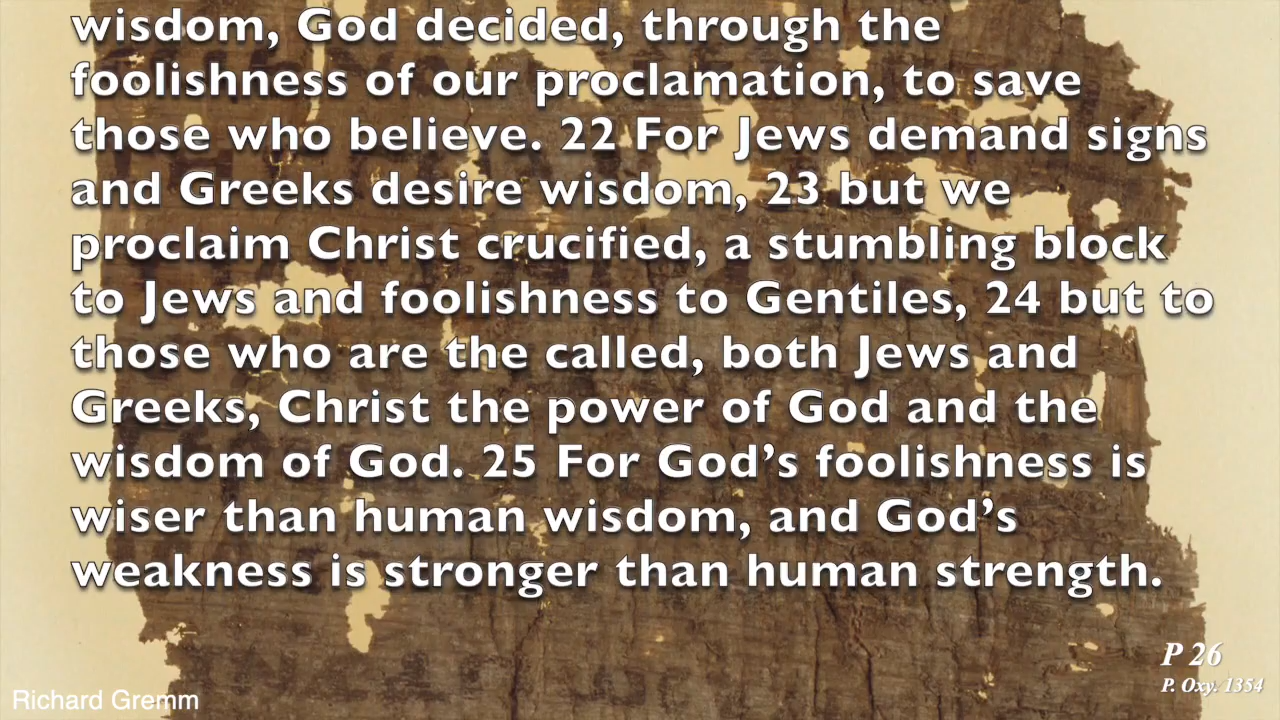 wisdom, God decided, through the
foolishness of our proclamation, to save
those who believe. 22 For Jews demand signs
and Greeks desire wisdom, 23 but we
proclaim Christ crucified, a stumbling block
to Jews and foolishness to Gentiles, 24 but to
those who are the called, both Jews and
Greeks, Christ the power of God and the
wisdom of God. 25 For God’s foolishness is
wiser than human wisdom, and God’s
weakness is stronger than human strength.
P 26
P. Oxy. 1354
Richard Gremm